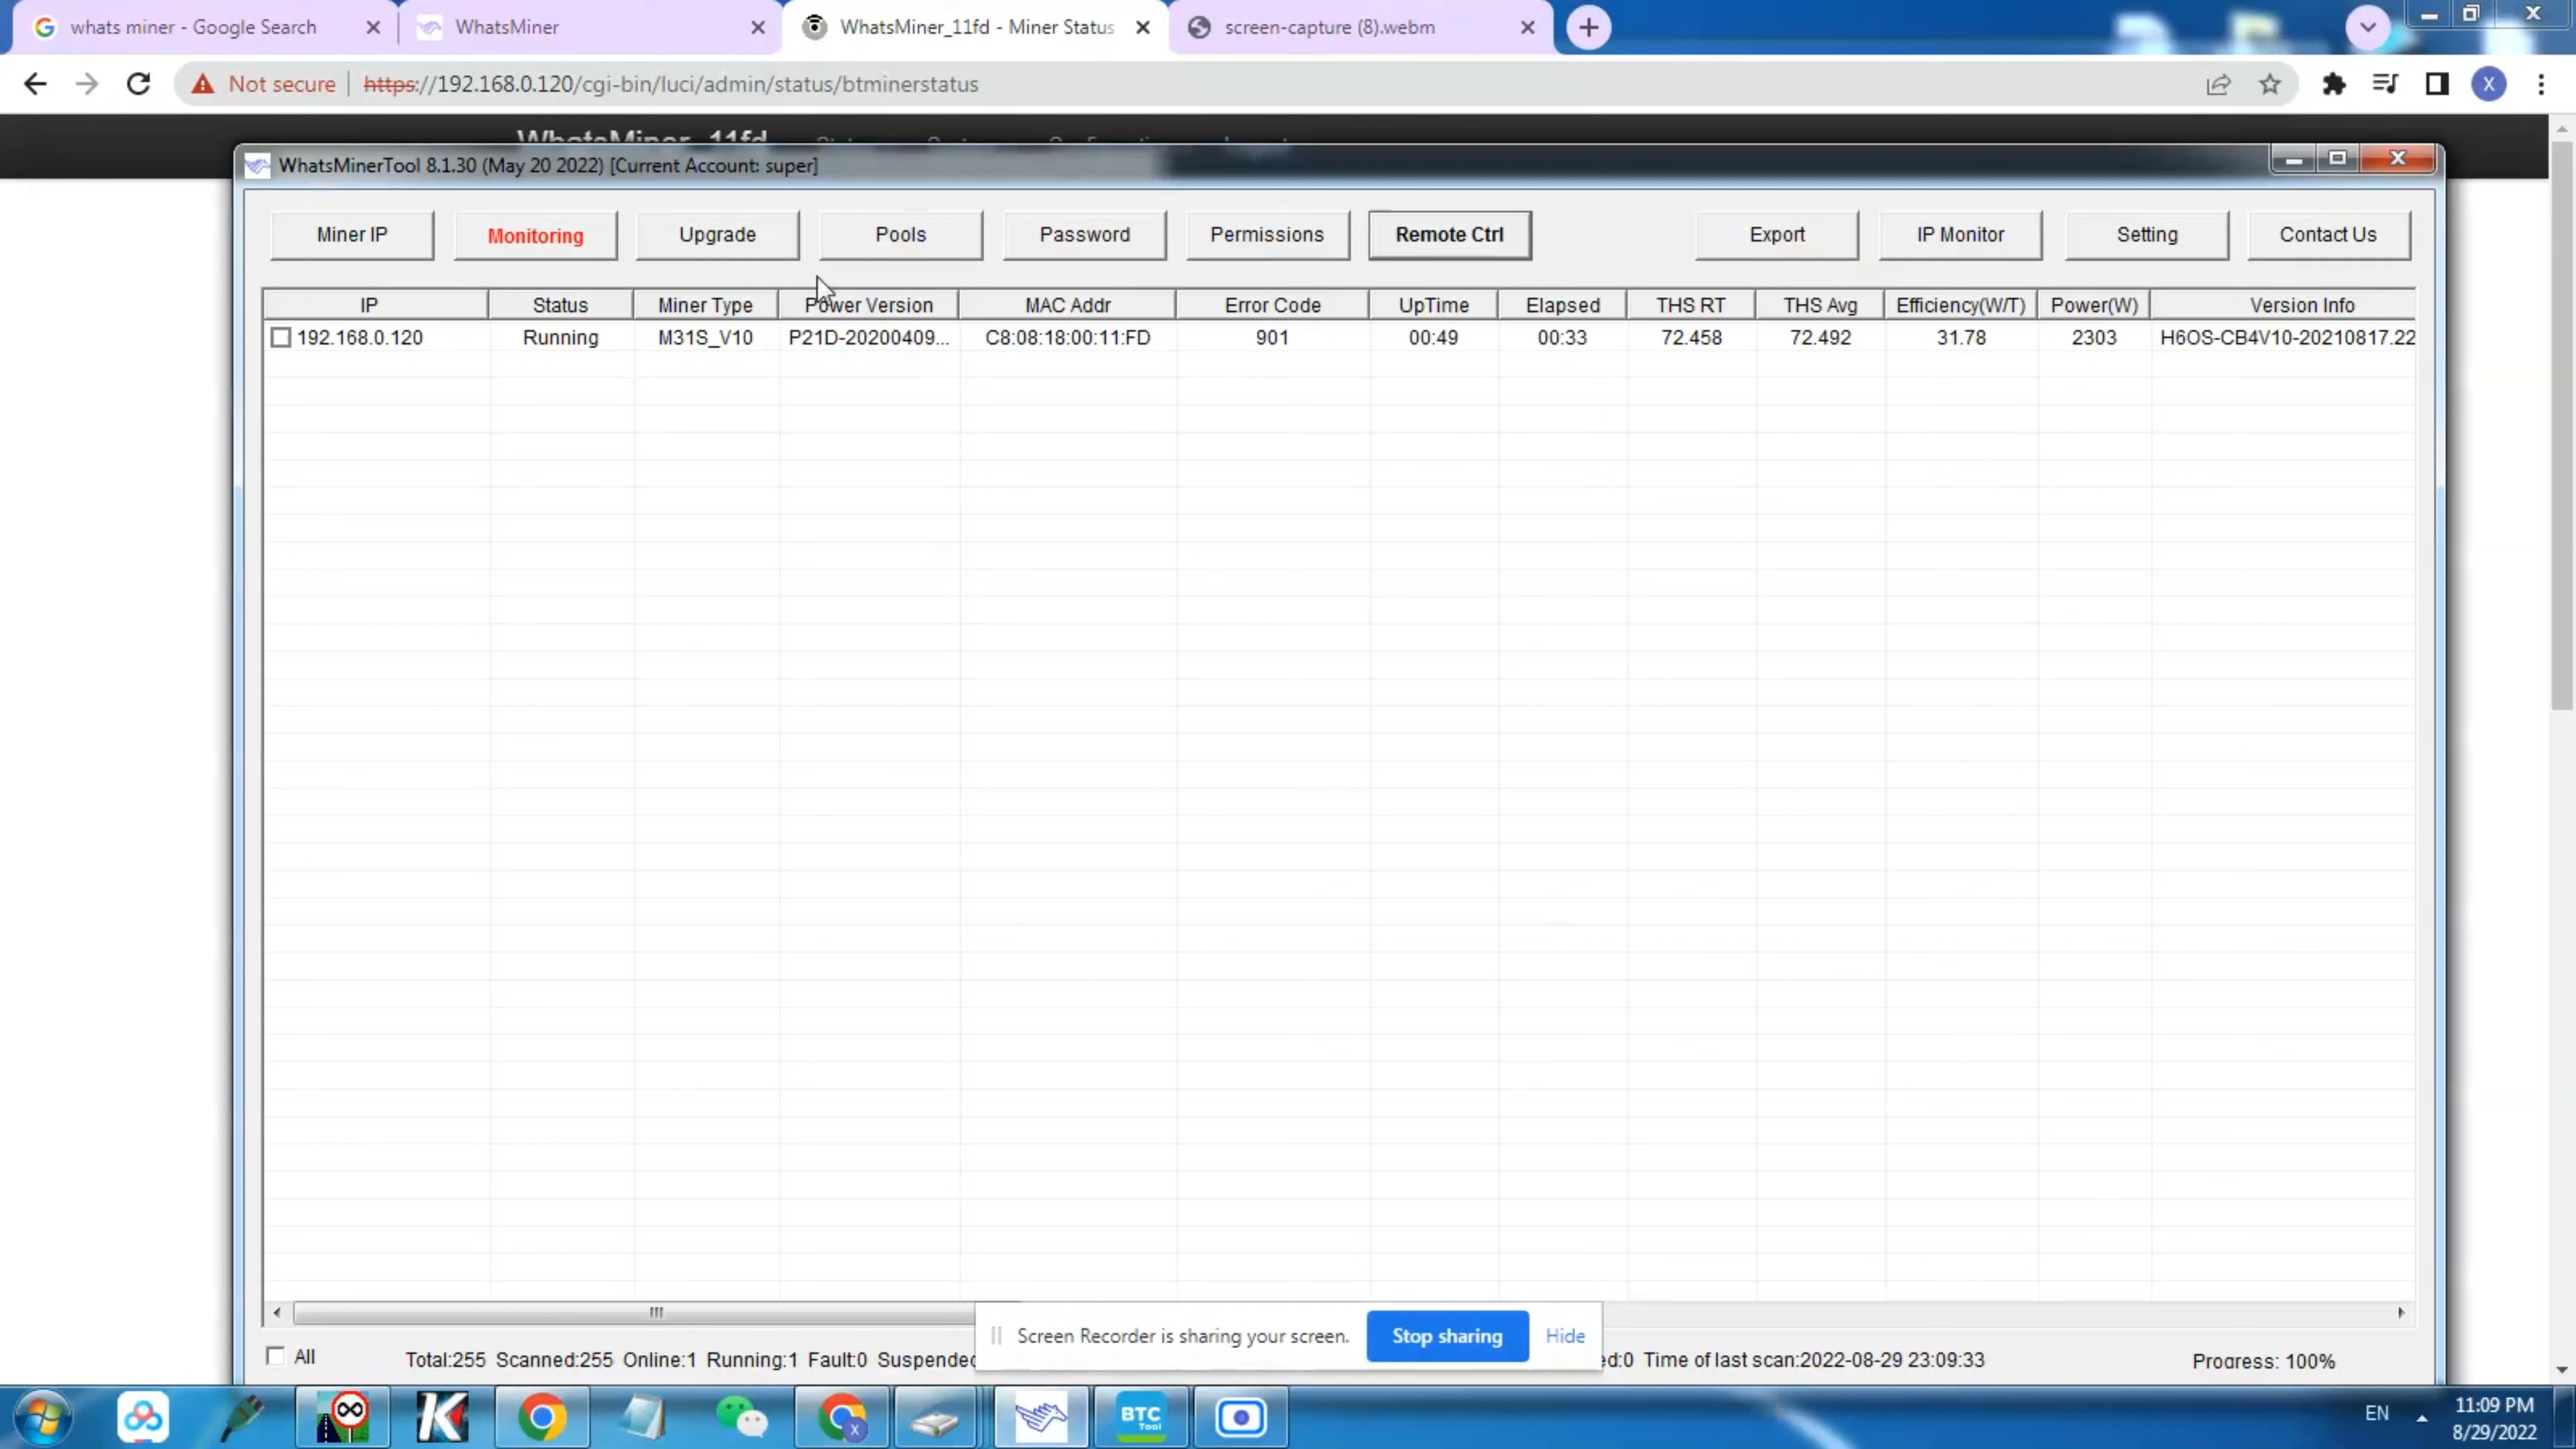 whats miner - Google Search
WhatsMiner
WhatsMiner_11fd - Miner Status
screen-capture (8).webm
Not secure
https://192.168.0.120/cgi-bin/luci/admin/status/btminerstatus
X
WhatsMiner_11fd
WhatsMinerTool 8.1.30 (May 20 2022) [Current Account: super]
Miner IP Monitoring Upgrade Pools Password Permissions Remote Ctrl Export IP Monitor Setting Contact Us
IP Status Miner Type Power Version MAC Addr Error Code UpTime Elapsed THS RT THS Avg Efficiency(W/T) Power(W) Version Info
192.168.0.120 Running M31S_V10 P21D-20200409... C8:08:18:00:11:FD 901 00:49 00:33 72.458 72.492 31.78 2303 H6OS-CB4V10-20210817.22
Screen Recorder is sharing your screen. Stop sharing Hide
All Total:255 Scanned:255 Online:1 Running:1 Fault:0 Suspended:0 Time of last scan:2022-08-29 23:09:33 Progress: 100%
BTC
Tool
X
EN
11:09 PM
8/29/2022